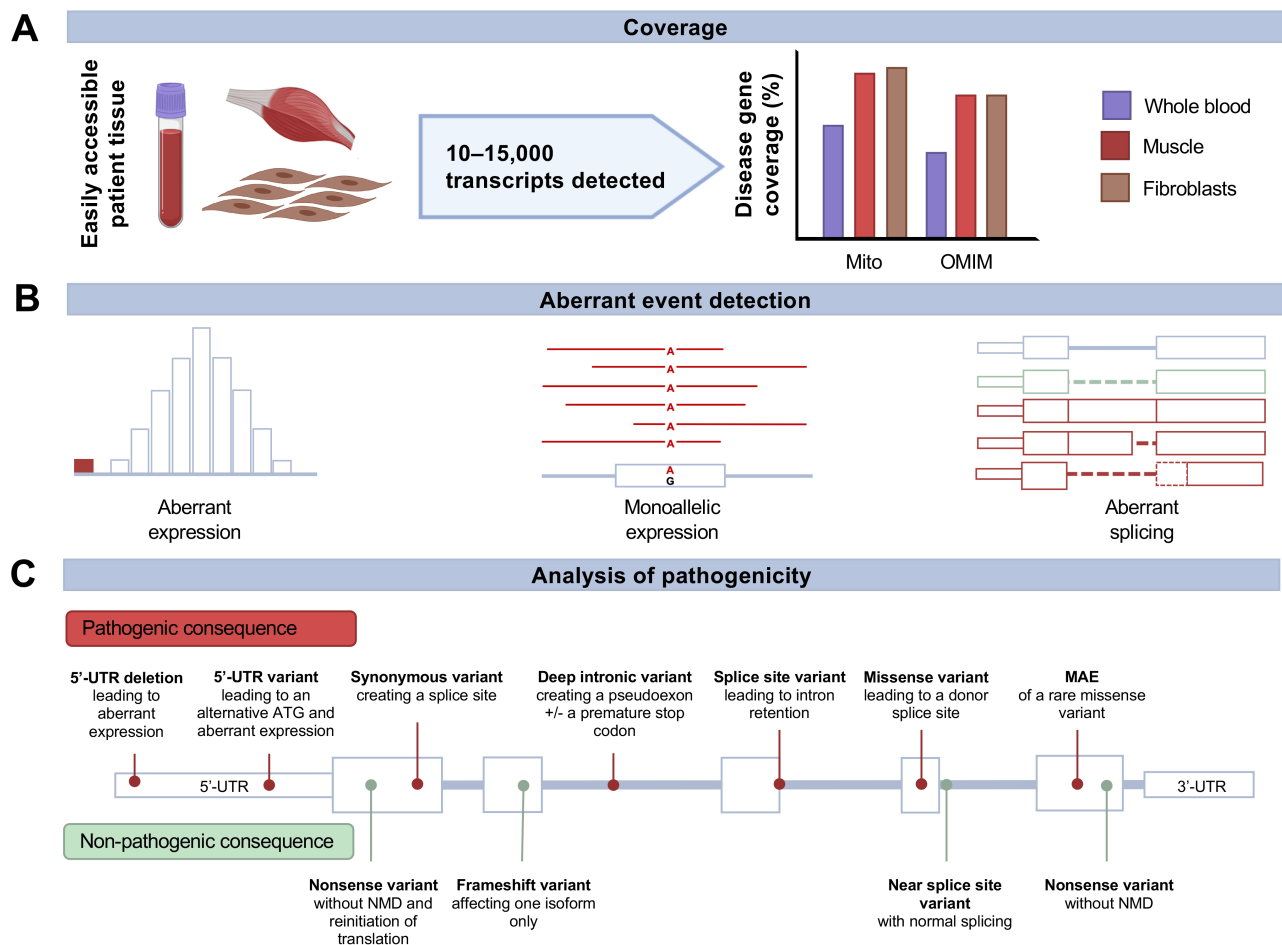 A
Coverage
Easily accessible
patient tissue
10–15,000
transcripts detected
Disease gene
coverage (%)
Mito
OMIM
Whole blood
Muscle
Fibroblasts
B
Aberrant event detection
Aberrant
expression
A
A
A
A
A
A
A
G
Monoallelic
expression
Aberrant
splicing
C
Analysis of pathogenicity
Pathogenic consequence
5’-UTR deletion
leading to
aberrant
expression
5’-UTR variant
leading to an
alternative ATG and
aberrant expression
Synonymous variant
creating a splice site
Deep intronic variant
creating a pseudoexon
+/- a premature stop
codon
Splice site variant
leading to intron
retention
Missense variant
leading to a donor
splice site
MAE
of a rare missense
variant
5’-UTR
3’-UTR
Non-pathogenic consequence
Nonsense variant
without NMD and
reinitiation of
translation
Frameshift variant
affecting one isoform
only
Near splice site
variant
with normal splicing
Nonsense variant
without NMD